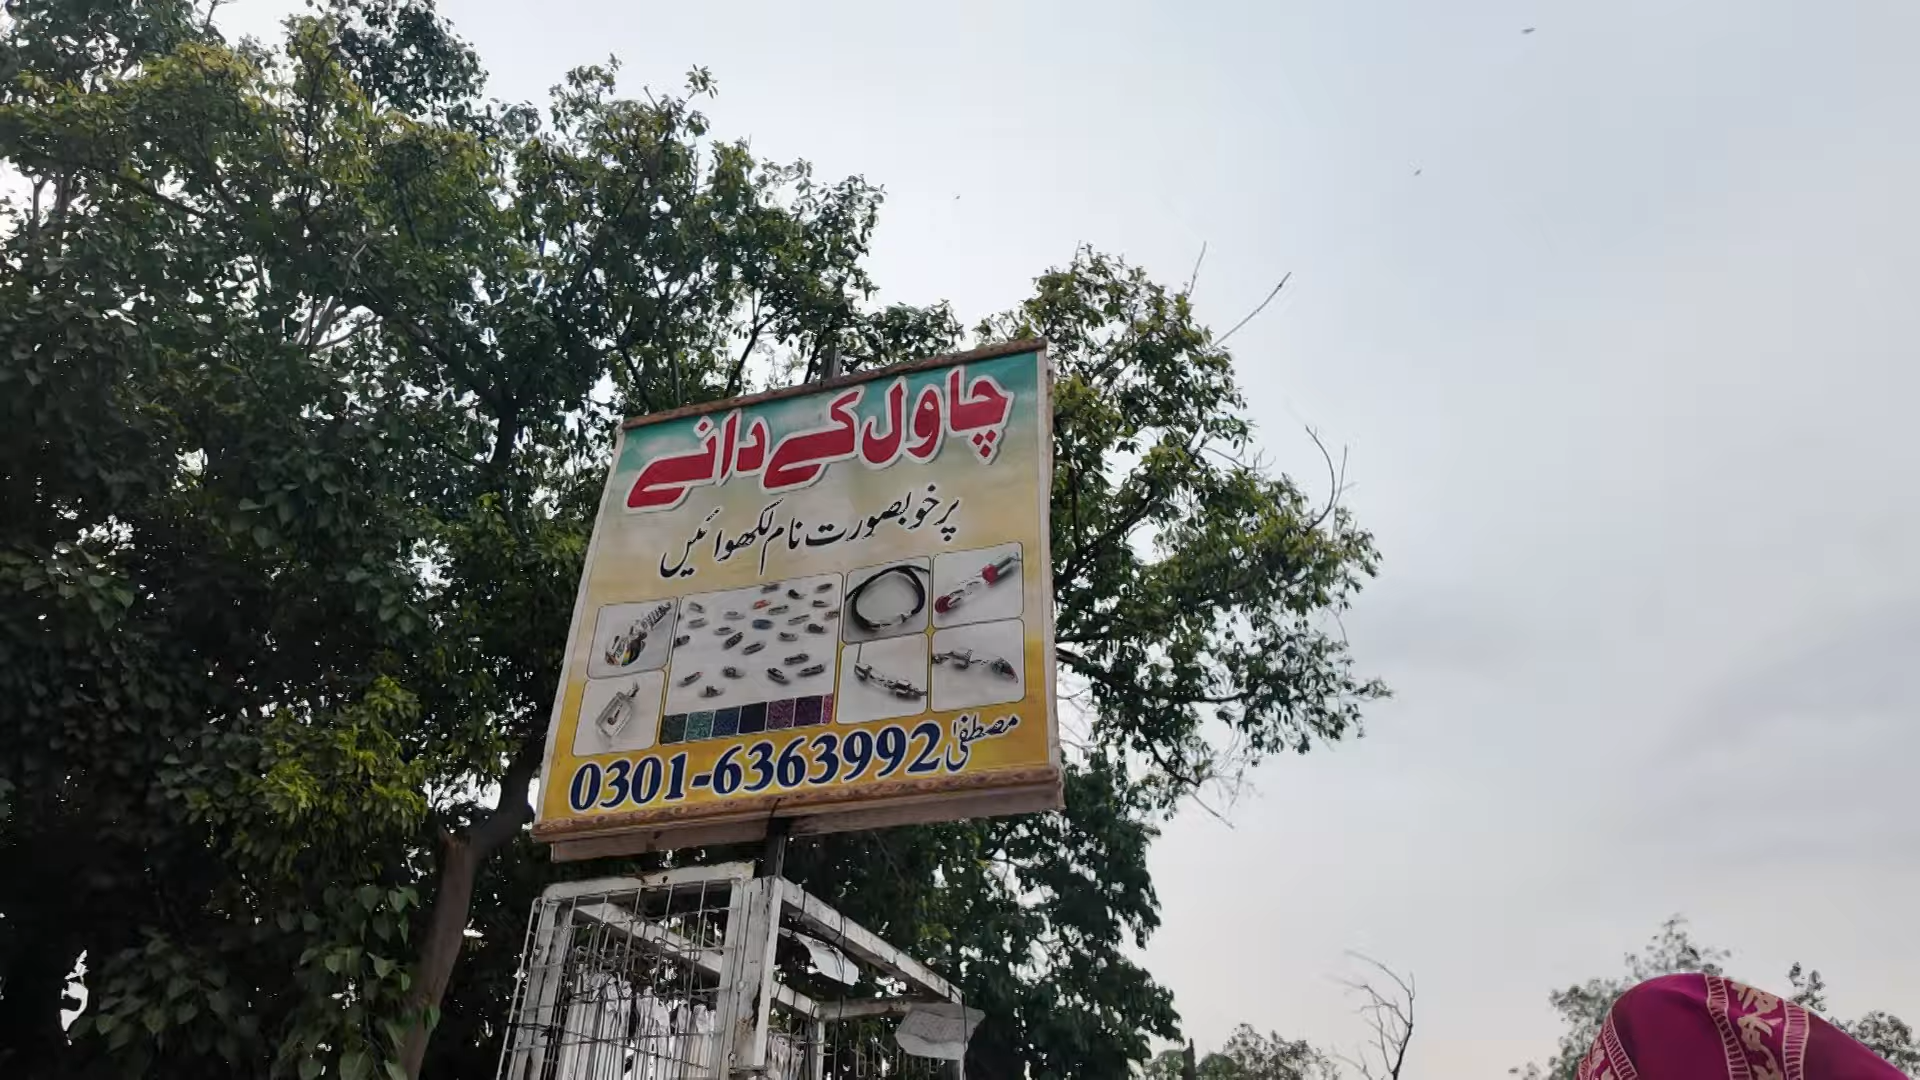 چاول کے دانے
پر خوبصورت نام لکھوائیں
مصطفیٰ 0301-6363992